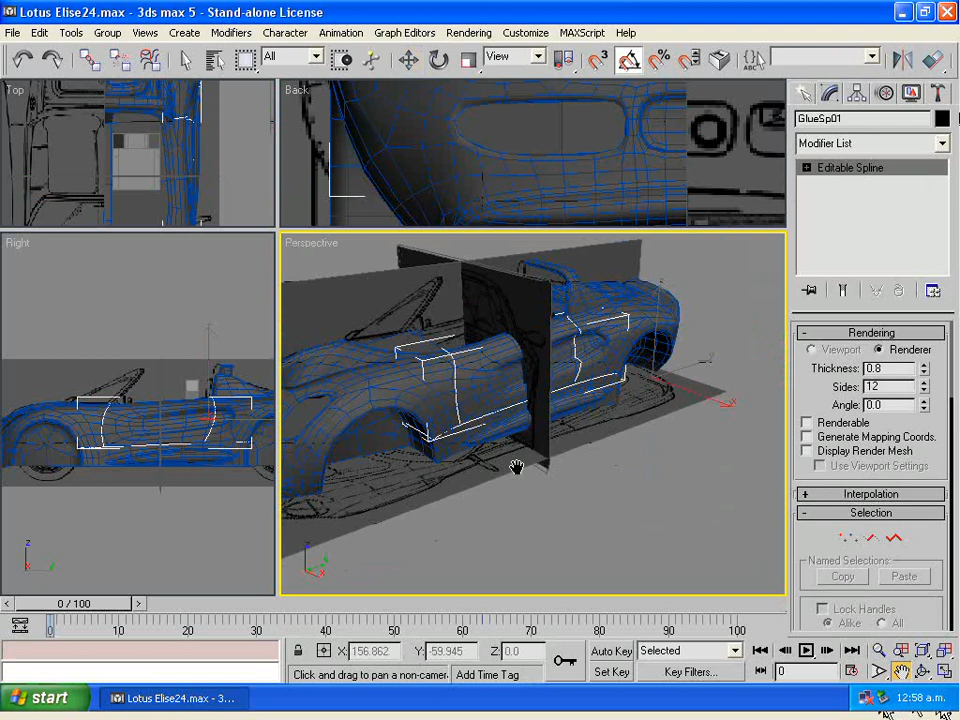 Lotus Elise24.max - 3ds max 5 - Stand-alone License
File Edit Tools Group Views Create Modifiers Character Animation Graph Editors Rendering Customize MAXScript Help
All View
Top Back
GlueSp01
Modifier List
Editable Spline
Right Perspective
Rendering
Viewport Renderer
Thickness: 0.8
Sides: 12
Angle: 0.0
Renderable
Generate Mapping Coords.
Display Render Mesh
Use Viewport Settings
Interpolation
Selection
Named Selections:
Copy Paste
Lock Handles
Alike All
0 / 100
0 10 20 30 40 50 60 70 80 90 100
X: 156.862 Y: -59.945 Z: 0.0 Auto Key Selected
Click and drag to pan a non-camer Add Time Tag Set Key Key Filters... 0
start Lotus Elise24.max - 3... 12:58 a.m.